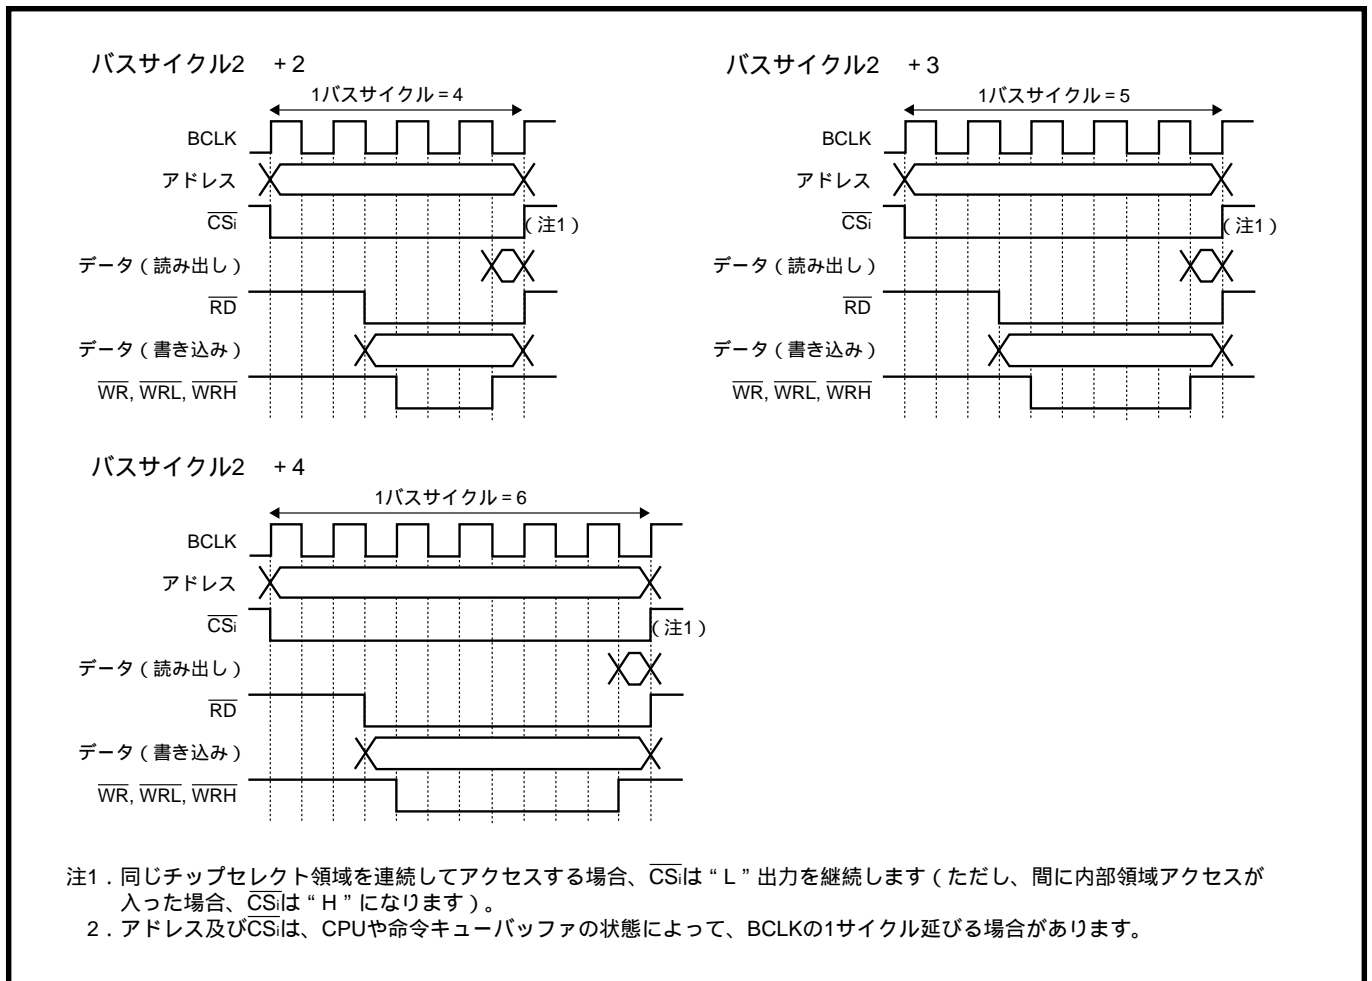 バスサイクル2 +2
1バスサイクル = 4
BCLK
アドレス
CSi
(注1)
データ(読み出し)
RD
データ(書き込み)
WR, WRL, WRH
バスサイクル2 +3
1バスサイクル = 5
BCLK
アドレス
CSi
(注1)
データ(読み出し)
RD
データ(書き込み)
WR, WRL, WRH
バスサイクル2 +4
1バスサイクル = 6
BCLK
アドレス
CSi
(注1)
データ(読み出し)
RD
データ(書き込み)
WR, WRL, WRH
注1.同じチップセレクト領域を連続してアクセスする場合、CSiは“L”出力を継続します(ただし、間に内部領域アクセスが
入った場合、CSiは“H”になります)。
2.アドレス及びCSiは、CPUや命令キューバッファの状態によって、BCLKの1サイクル延びる場合があります。